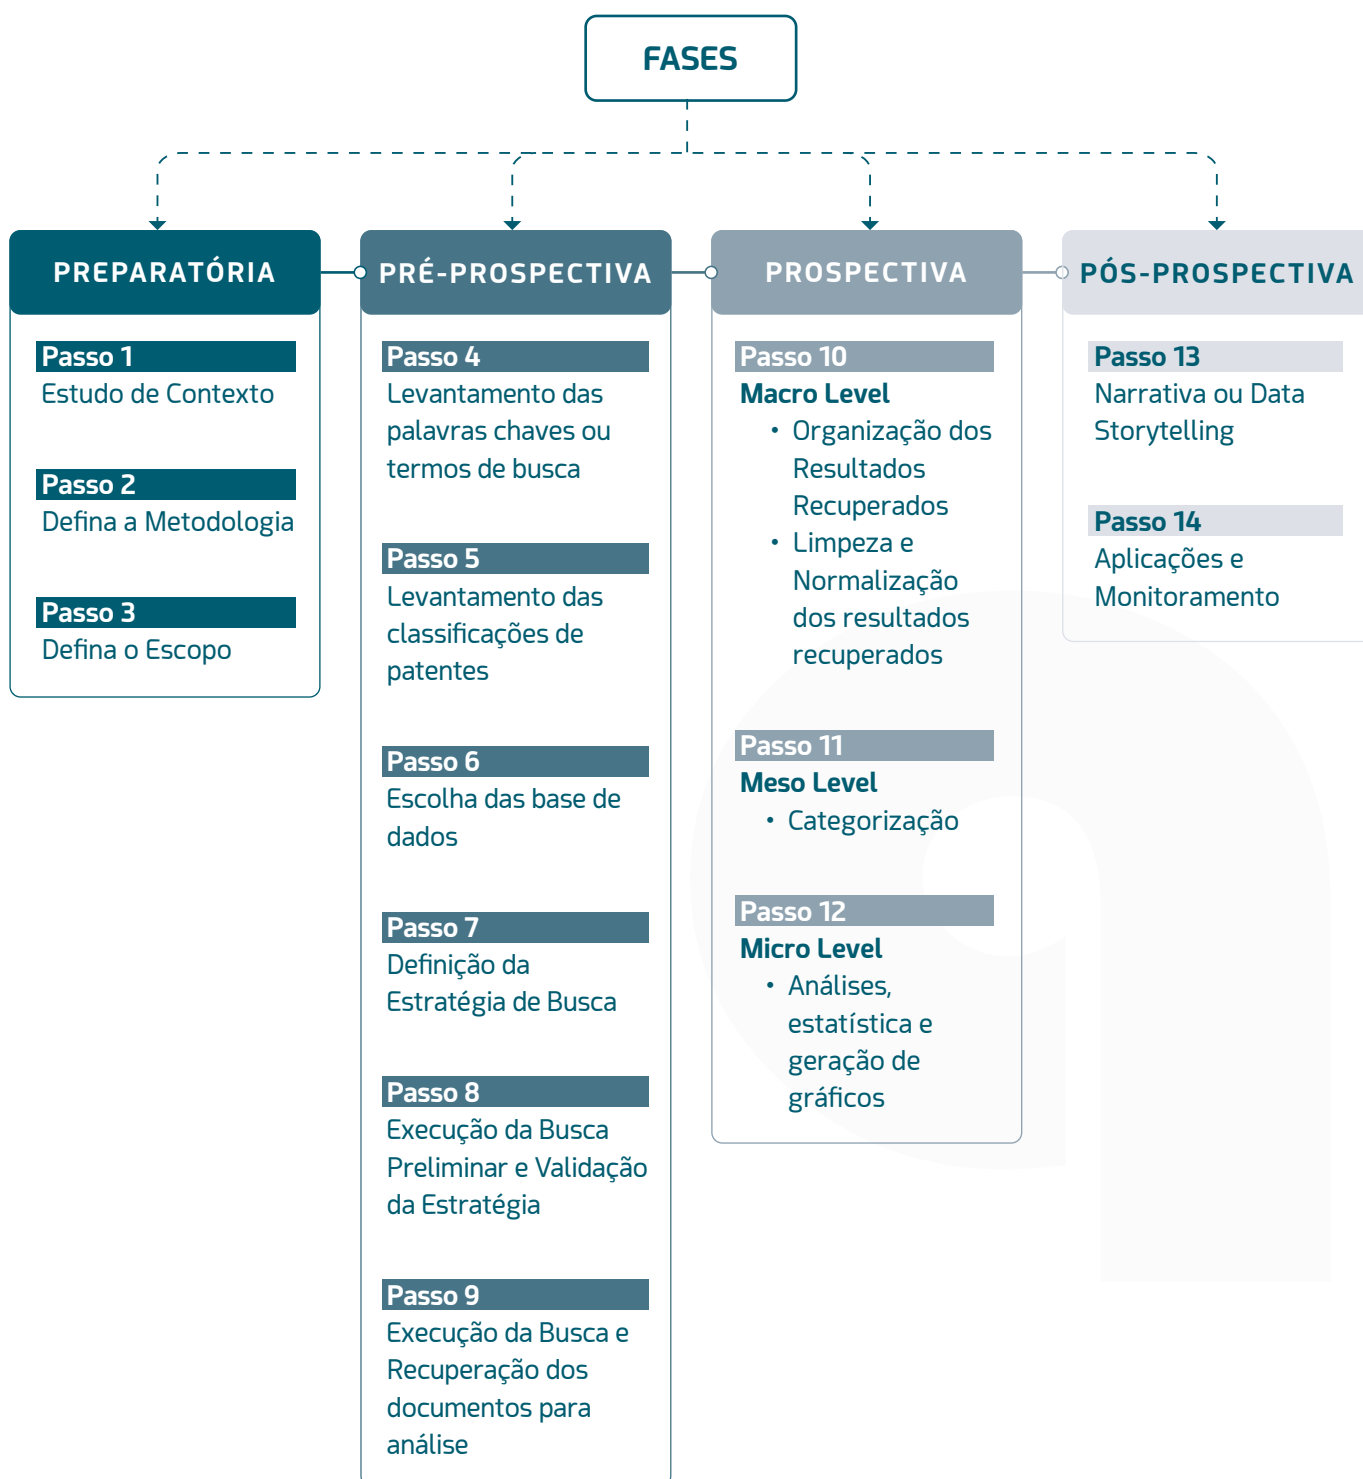 FASES
PREPARATÓRIA
Passo 1
Estudo de Contexto
Passo 2
Defina a Metodologia
Passo 3
Defina o Escopo
PRÉ-PROSPECTIVA
Passo 4
Levantamento das
palavras chaves ou
termos de busca
Passo 5
Levantamento das
classificações de
patentes
Passo 6
Escolha das base de
dados
Passo 7
Definição da
Estratégia de Busca
Passo 8
Execução da Busca
Preliminar e Validação
da Estratégia
Passo 9
Execução da Busca e
Recuperação dos
documentos para
análise
PROSPECTIVA
Passo 10
Macro Level
• Organização dos
Resultados
Recuperados
• Limpeza e
Normalização
dos resultados
recuperados
Passo 11
Meso Level
• Categorização
Passo 12
Micro Level
• Análises,
estatística e
geração de
gráficos
PÓS-PROSPECTIVA
Passo 13
Narrativa ou Data
Storytelling
Passo 14
Aplicações e
Monitoramento